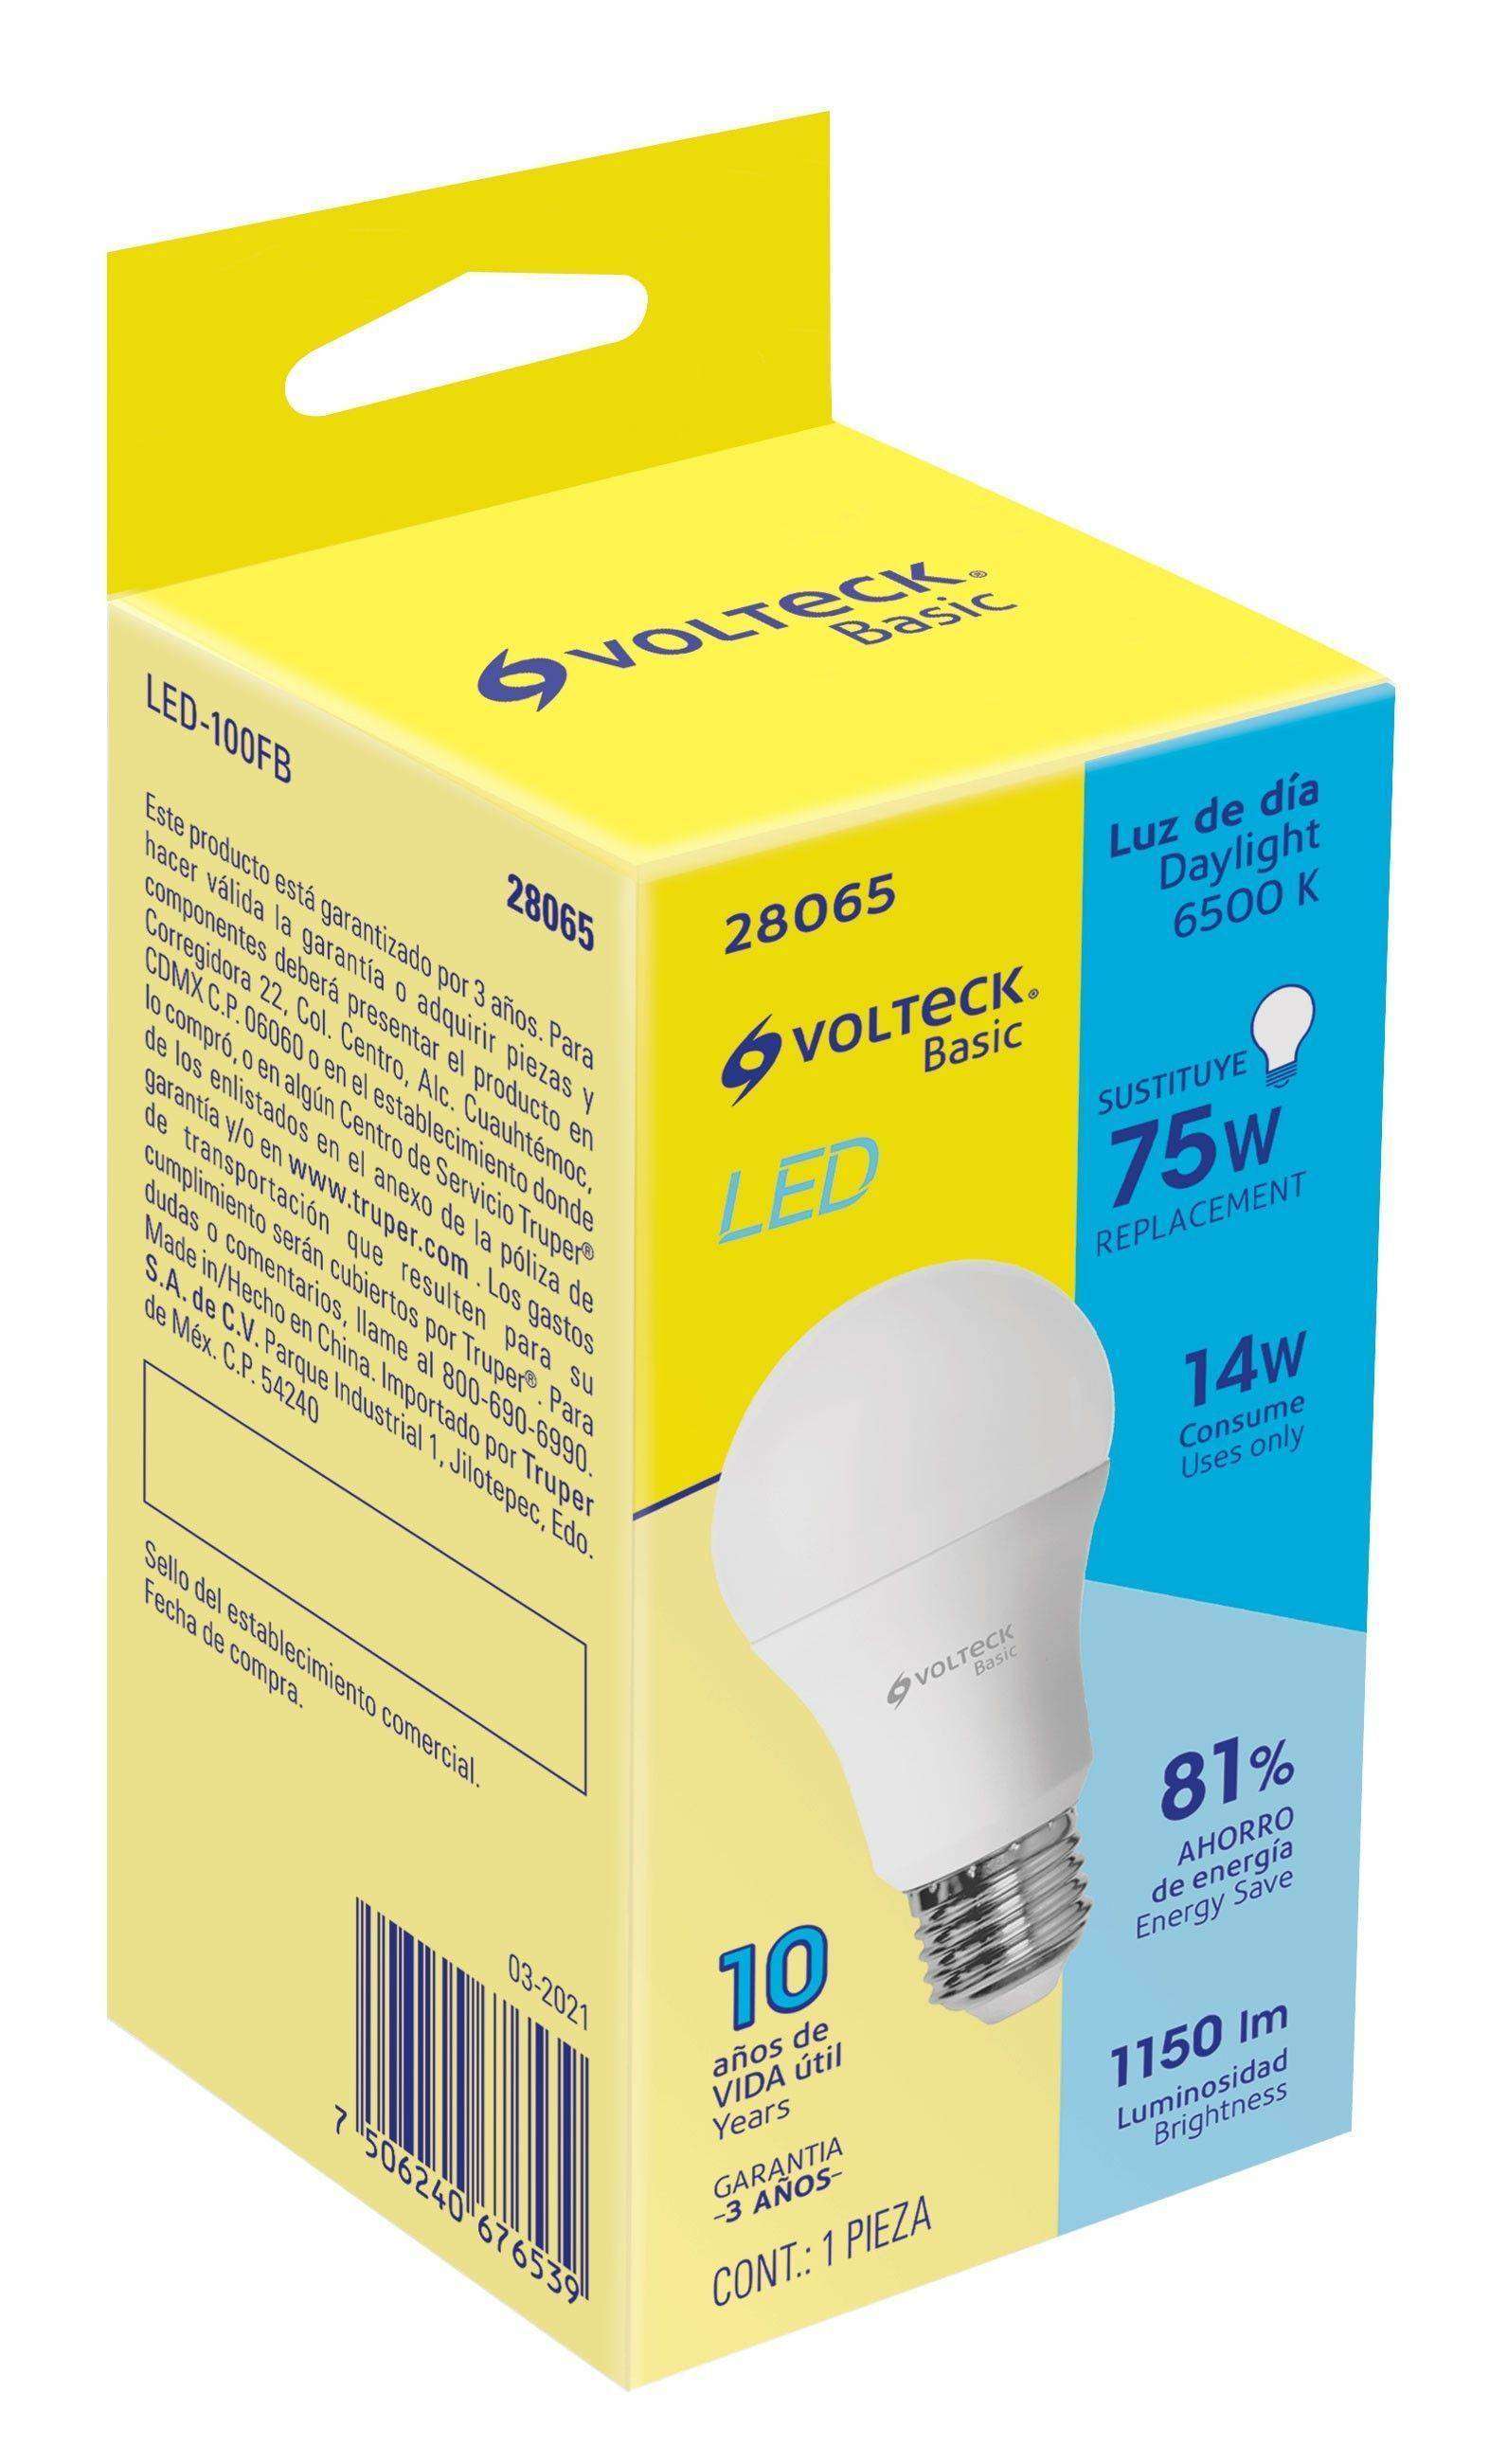 VOLTECK®
Basic
LED-100FB
28065
Este producto está garantizado por 3 años. Para
hacer válida la garantía o adquirir piezas y
componentes deberá presentar el producto en
Corregidora 22, Col. Centro, Alc. Cuauhtémoc,
CDMX C.P. 06060 o en el establecimiento donde
lo compró, o en algún Centro de Servicio Truper®
de los enlistados en el anexo de la póliza de
garantía y/o en www.truper.com . Los gastos
de transportación que resulten para su
cumplimiento serán cubiertos por Truper®. Para
dudas o comentarios, llame al 800-690-6990.
Made in/Hecho en China. Importado por Truper
S.A. de C.V. Parque Industrial 1, Jilotepec, Edo.
de Méx. C.P. 54240
Sello del establecimiento comercial.
Fecha de compra.
03-2021
7 506240 676539
28065
VOLTECK®
Basic
LED
VOLTECK
Basic
10
años de
VIDA útil
Years
GARANTIA
-3 AÑOS-
CONT.: 1 PIEZA
Luz de día
Daylight
6500 K
SUSTITUYE
75W
REPLACEMENT
14W
Consume
Uses only
81%
AHORRO
de energía
Energy Save
1150 lm
Luminosidad
Brightness